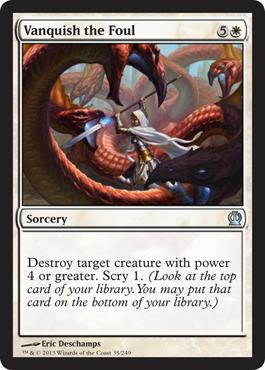 Vanquish the Foul 5
Sorcery
Destroy target creature with power
4 or greater. Scry 1. (Look at the top
card of your library. You may put that
card on the bottom of your library.)
Eric Deschamps
™ & © 2013 Wizards of the Coast 35/249